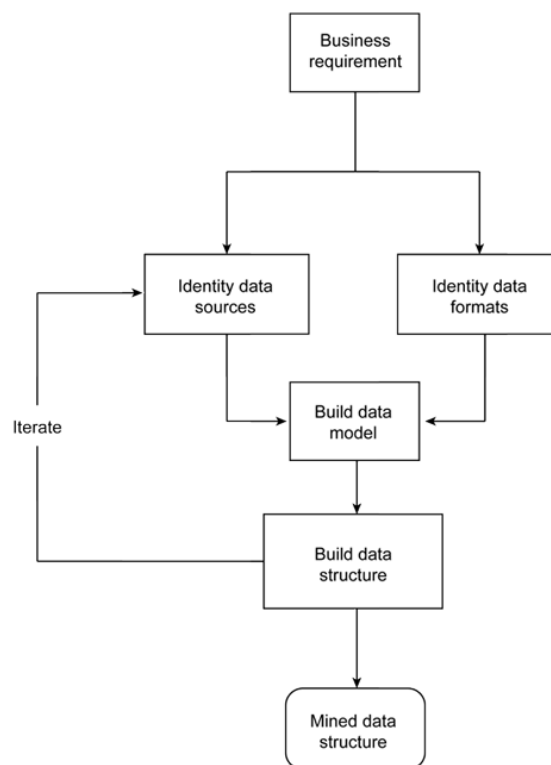 Business
requirement
Identity data
sources
Identity data
formats
Build data
model
Iterate
Build data
structure
Mined data
structure